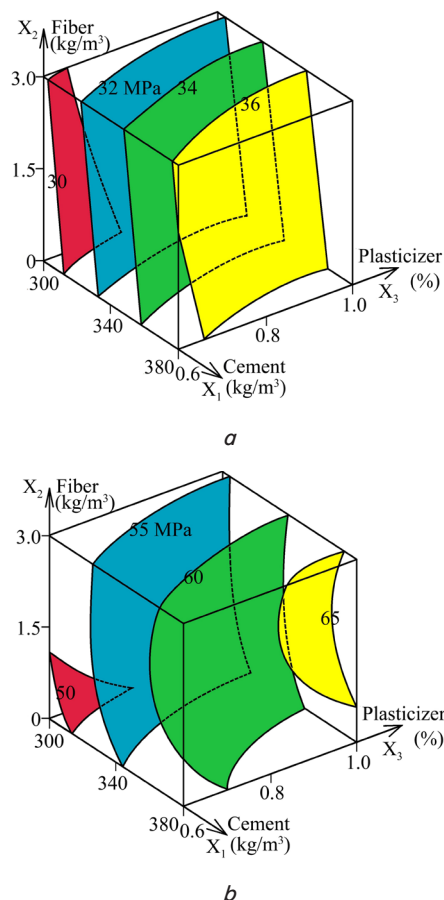 X2 Fiber
(kg/m³)
3.0
32 MPa
34
36
1.5
30
0
300
340
380
0.6
0.8
1.0
Plasticizer
X3 (%)
Cement
X1 (kg/m³)
a
X2 Fiber
(kg/m³)
3.0
55 MPa
60
65
1.5
50
0
300
340
380
0.6
0.8
1.0
Plasticizer
X3 (%)
Cement
X1 (kg/m³)
b